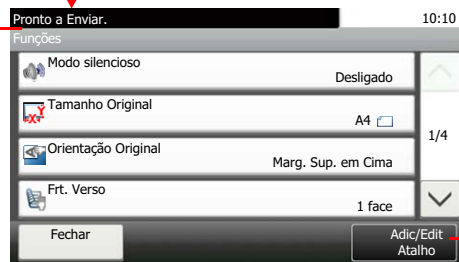 Pronto a Enviar.
10:10
Funções
Modo silencioso
Desligado
Tamanho Original
A4
1/4
Orientação Original
Marg. Sup. em Cima
Frt. Verso
1 face
Fechar
Adic/Edit
Atalho